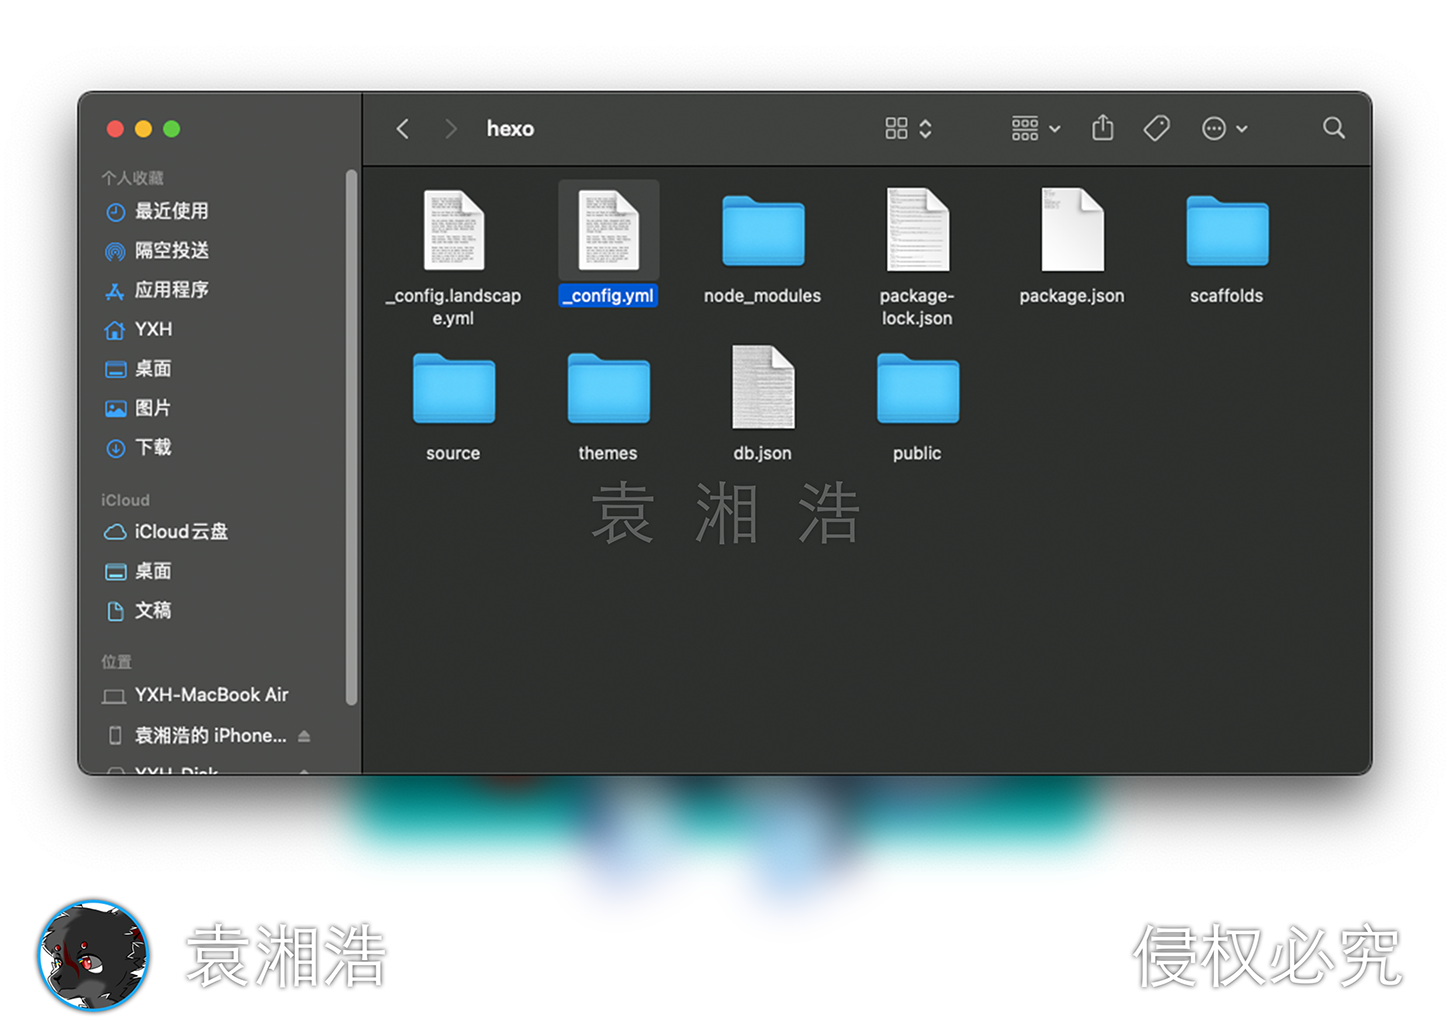 hexo
个人收藏
最近使用
隔空投送
应用程序
YXH
桌面
图片
下载
iCloud
iCloud云盘
桌面
文稿
位置
YXH-MacBook Air
袁湘浩的 iPhone...
YXH-Disk
_config.landscap
e.yml
_config.yml
node_modules
package-
lock.json
package.json
scaffolds
source
themes
db.json
public
袁湘浩
袁湘浩
侵权必究